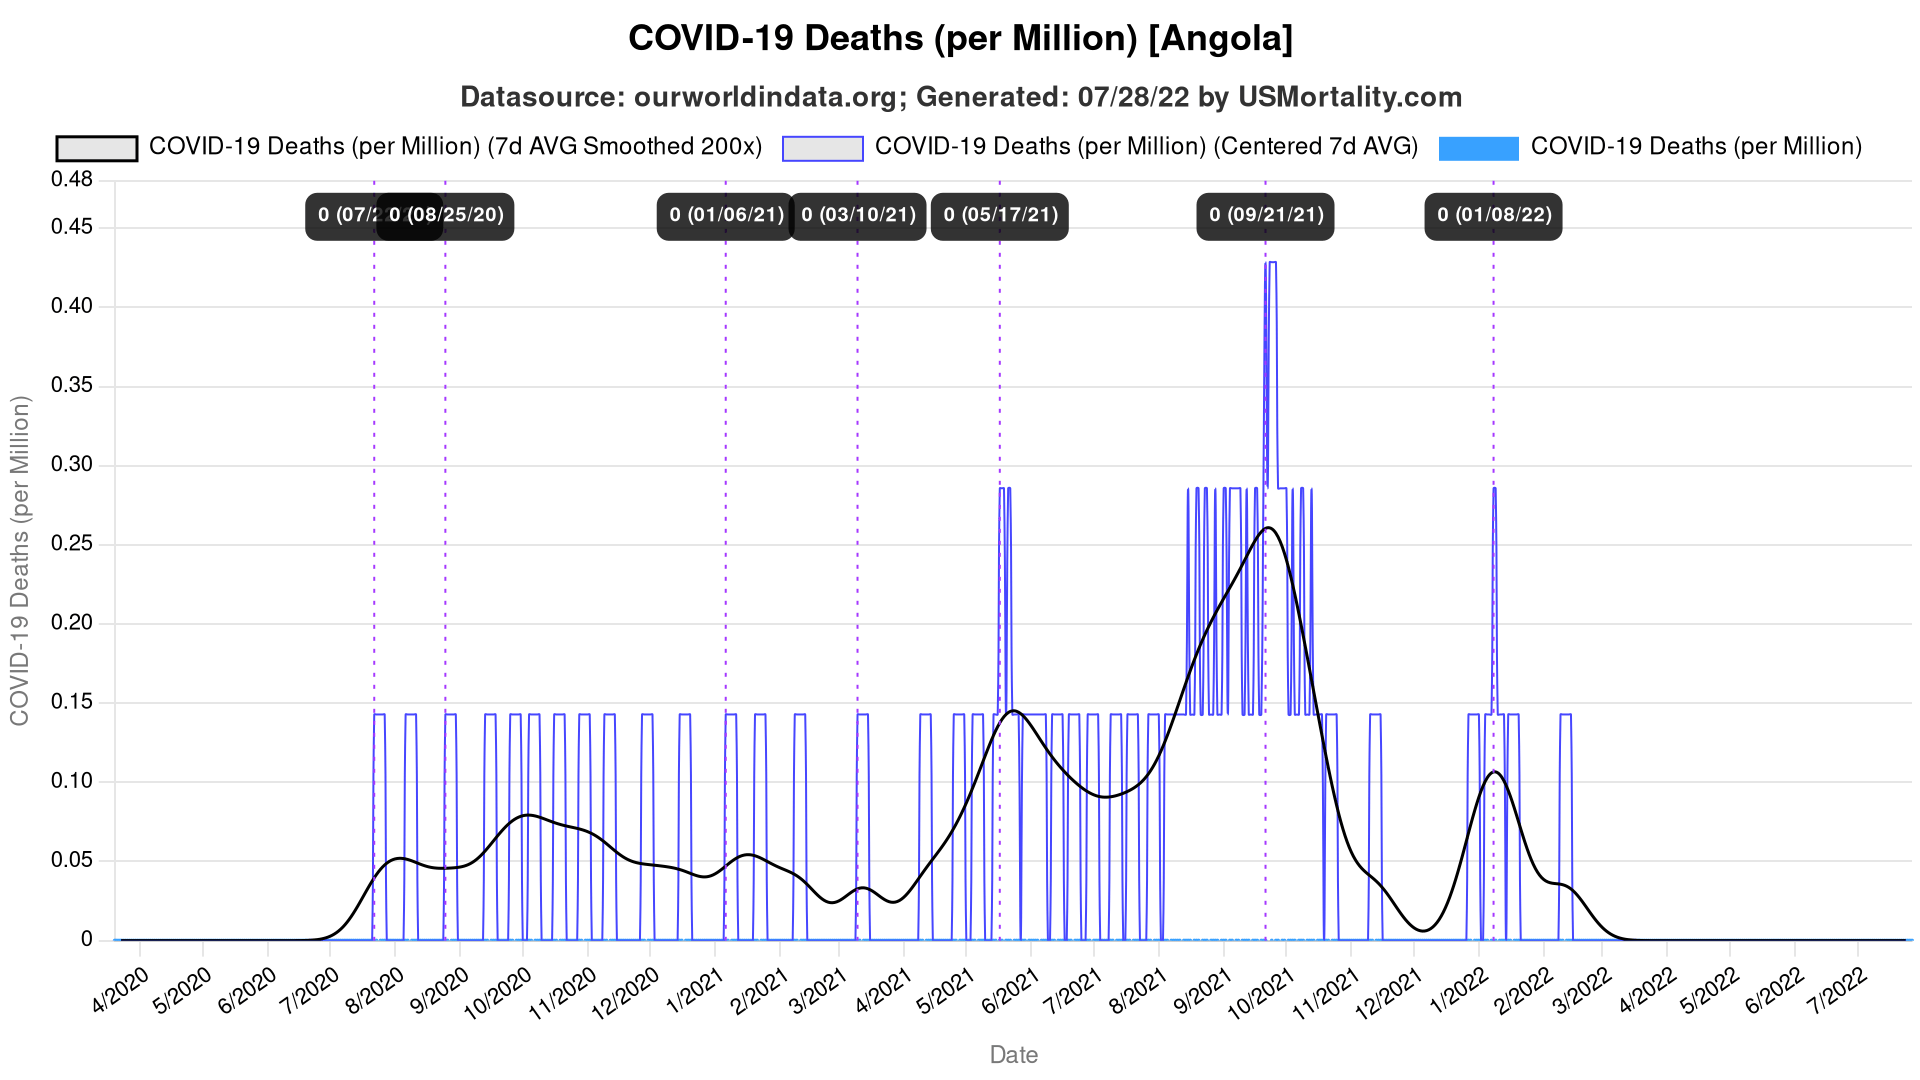 COVID-19 Deaths (per Million) [Angola]
Datasource: ourworldindata.org; Generated: 07/28/22 by USMortality.com
COVID-19 Deaths (per Million) (7d AVG Smoothed 200x) COVID-19 Deaths (per Million) (Centered 7d AVG) COVID-19 Deaths (per Million)
0.48
0 (07/2 0 (08/25/20) 0 (01/06/21) 0 (03/10/21) 0 (05/17/21) 0 (09/21/21) 0 (01/08/22)
0.45
0.40
0.35
0.30
0.25
0.20
0.15
0.10
0.05
0
COVID-19 Deaths (per Million)
4/2020 5/2020 6/2020 7/2020 8/2020 9/2020 10/2020 11/2020 12/2020 1/2021 2/2021 3/2021 4/2021 5/2021 6/2021 7/2021 8/2021 9/2021 10/2021 11/2021 12/2021 1/2022 2/2022 3/2022 4/2022 5/2022 6/2022 7/2022
Date